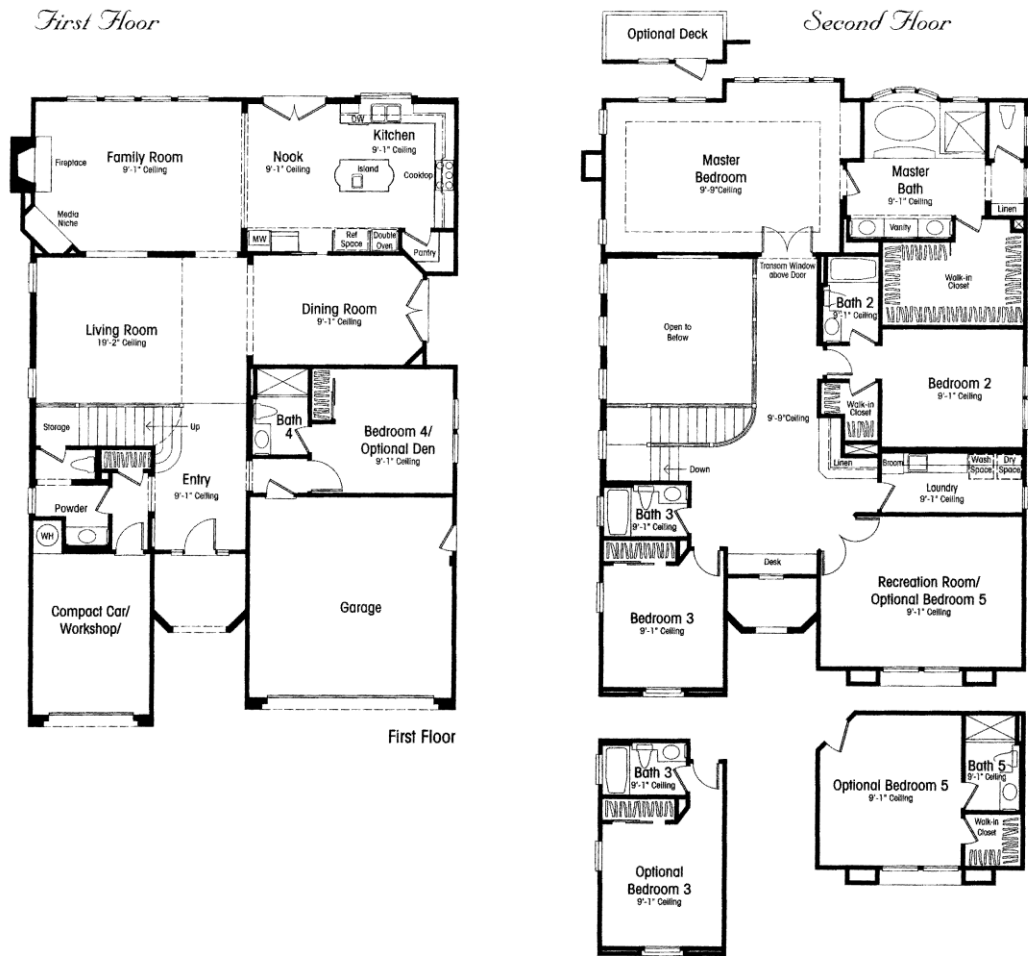 First Floor
Family Room
9'-1" Ceiling
Fireplace
Media
Niche
Nook
9'-1" Ceiling
DW
Kitchen
9'-1" Ceiling
Island
Cooktop
MW
Ref
Space
Double
Oven
Pantry
Living Room
19'-2" Ceiling
Dining Room
9'-1" Ceiling
Storage
Up
Bath
4
Bedroom 4/
Optional Den
9'-1" Ceiling
Entry
9'-1" Ceiling
Powder
WH
Compact Car/
Workshop/
Garage
First Floor
Second Floor
Optional Deck
Master
Bedroom
9'-9"Ceiling
Master
Bath
9'-1" Ceiling
Linen
Vanity
Transom Window
above Door
Walk-in
Closet
Bath 2
9'-1" Ceiling
Open to
Below
Bedroom 2
9'-1" Ceiling
Walk-in
Closet
9'-9"Ceiling
Down
Linen
Broom
Wash
Space
Dry
Space
Laundry
9'-1" Ceiling
Bath 3
9'-1" Ceiling
Desk
Bedroom 3
9'-1" Ceiling
Recreation Room/
Optional Bedroom 5
9'-1" Ceiling
Bath 3
9'-1" Ceiling
Optional
Bedroom 3
9'-1" Ceiling
Optional Bedroom 5
9'-1" Ceiling
Bath 5
9'-1" Ceiling
Walk-in
Closet